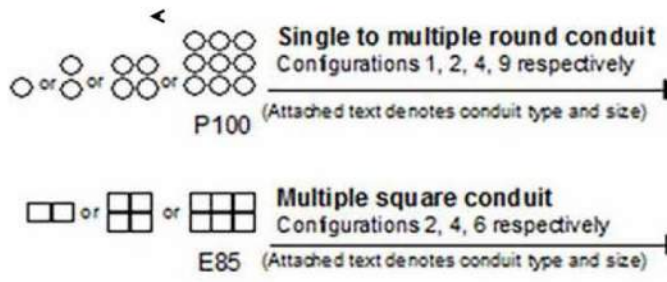 Single to multiple round conduit
or or or Configurations 1, 2, 4, 9 respectively
P100 (Attached text denotes conduit type and size)
Multiple square conduit
or or Configurations 2, 4, 6 respectively
E85 (Attached text denotes conduit type and size)